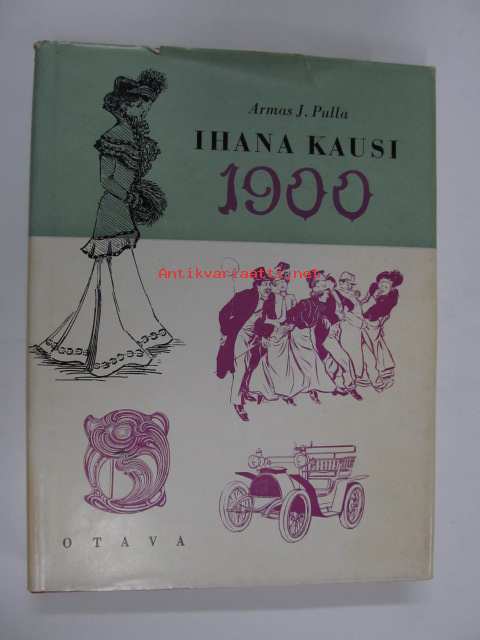 Armas J. Pulla
IHANA KAUSI
1900
Antikvariaatti.net
OTAVA